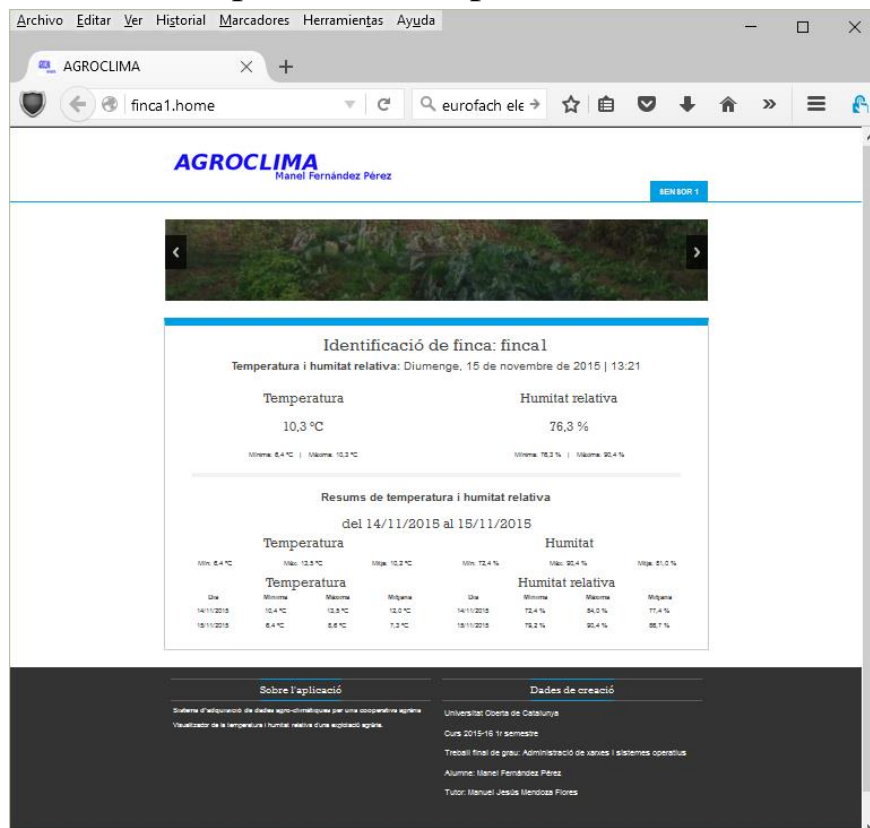 Archivo Editar Ver Historial Marcadores Herramientas Ayuda
AGROCLIMA
finca1.home
eurofach ele
AGROCLIMA
Manel Fernández Pérez
SENSOR 1
Identificació de finca: finca1
Temperatura i humitat relativa: Diumenge, 15 de novembre de 2015 | 13:21
Temperatura Humitat relativa
10,3 ºC 76,3 %
Mínima: 6,4 ºC | Màxima: 10,3 ºC Mínima: 76,3 % | Màxima: 90,4 %
Resums de temperatura i humitat relativa
del 14/11/2015 al 15/11/2015
Temperatura Humitat
Mín: 6,4 ºC Màx: 13,5 ºC Mitja: 10,2 ºC Mín: 72,4 % Màx: 90,4 % Mitja: 81,0 %
Temperatura Humitat relativa
Dia Mínima Màxima Mitjana Dia Mínima Màxima Mitjana
14/11/2015 10,4 ºC 13,5 ºC 12,0 ºC 14/11/2015 72,4 % 84,0 % 77,4 %
15/11/2015 6,4 ºC 7,3 ºC 15/11/2015 79,2 % 90,4 %
Sobre l'aplicació Dades de creació
Sistema d'adquisició de dades agro-climàtiques per una cooperativa agrària
Visualitzador de la temperatura i humitat relativa d'una explotació agrària.
Universitat Oberta de Catalunya
Curs 2015-16 1r semestre
Treball final de grau: Administració de xarxes i sistemes operatius
Alumne: Manel Fernández Pérez
Tutor: Manuel Jesús Mendoza Flores